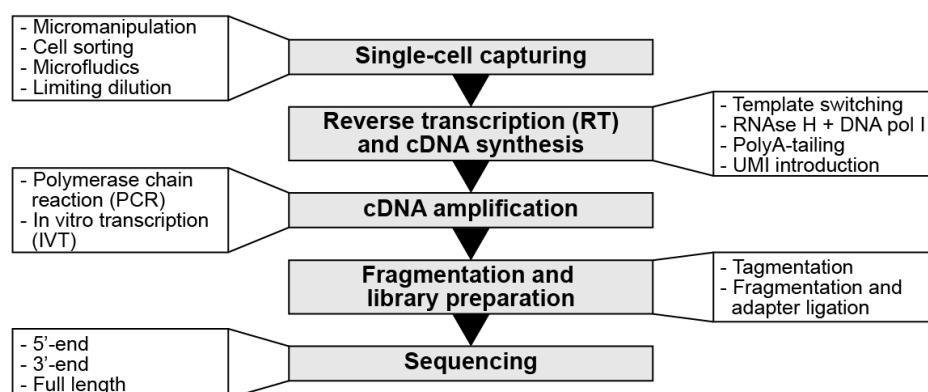 - Micromanipulation
- Cell sorting
- Microfludics
- Limiting dilution
Single-cell capturing
Reverse transcription (RT)
and cDNA synthesis
- Template switching
- RNAse H + DNA pol I
- PolyA-tailing
- UMI introduction
- Polymerase chain
reaction (PCR)
- In vitro transcription
(IVT)
cDNA amplification
Fragmentation and
library preparation
- Tagmentation
- Fragmentation and
adapter ligation
- 5'-end
- 3'-end
- Full length
Sequencing